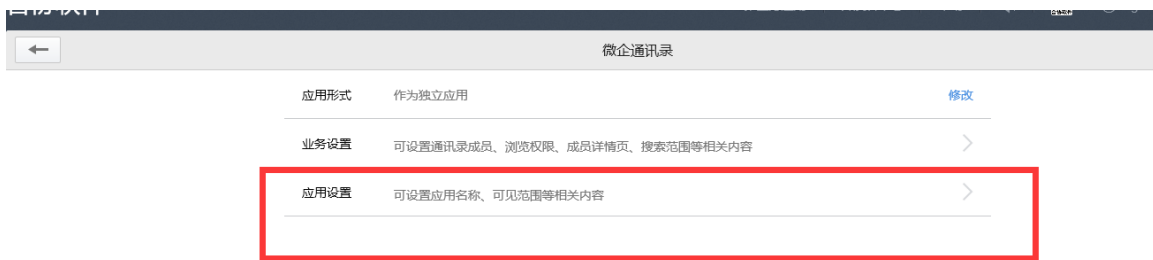 微企通讯录
应用形式 作为独立应用 修改
业务设置 可设置通讯录成员、浏览权限、成员详情页、搜索范围等相关内容
应用设置 可设置应用名称、可见范围等相关内容